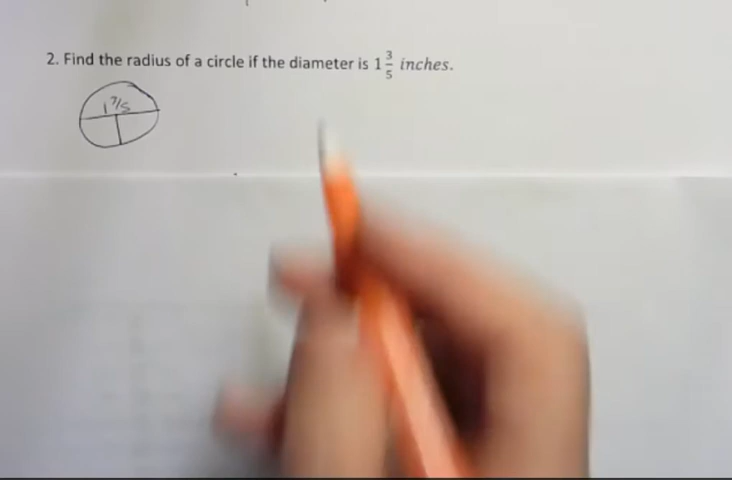 2. Find the radius of a circle if the diameter is 1 3/5 inches.
1 3/5